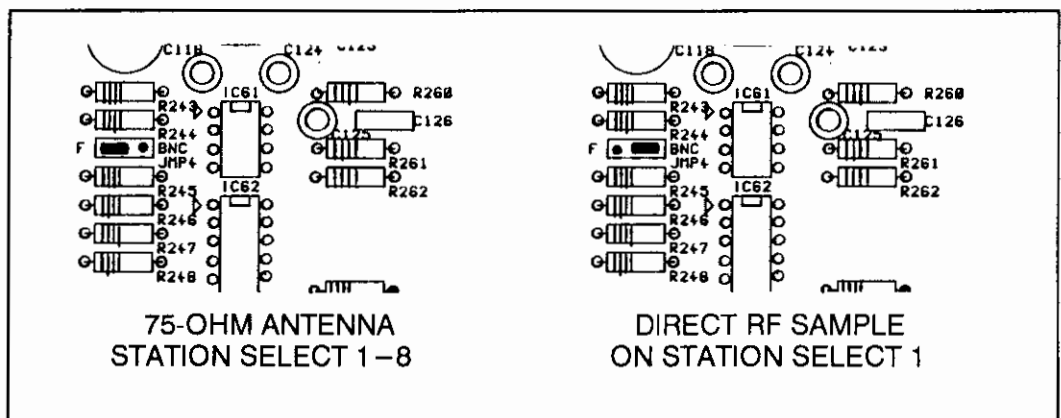 C118 C124 C123
IC61
R243
R260
R244
C126
F BNC
C125
JMP4
R261
IC62
R262
R245
R246
R247
R248
75-OHM ANTENNA
STATION SELECT 1–8
C118 C124 C123
IC61
R243
R260
R244
C126
F BNC
C125
JMP4
R261
IC62
R262
R245
R246
R247
R248
DIRECT RF SAMPLE
ON STATION SELECT 1